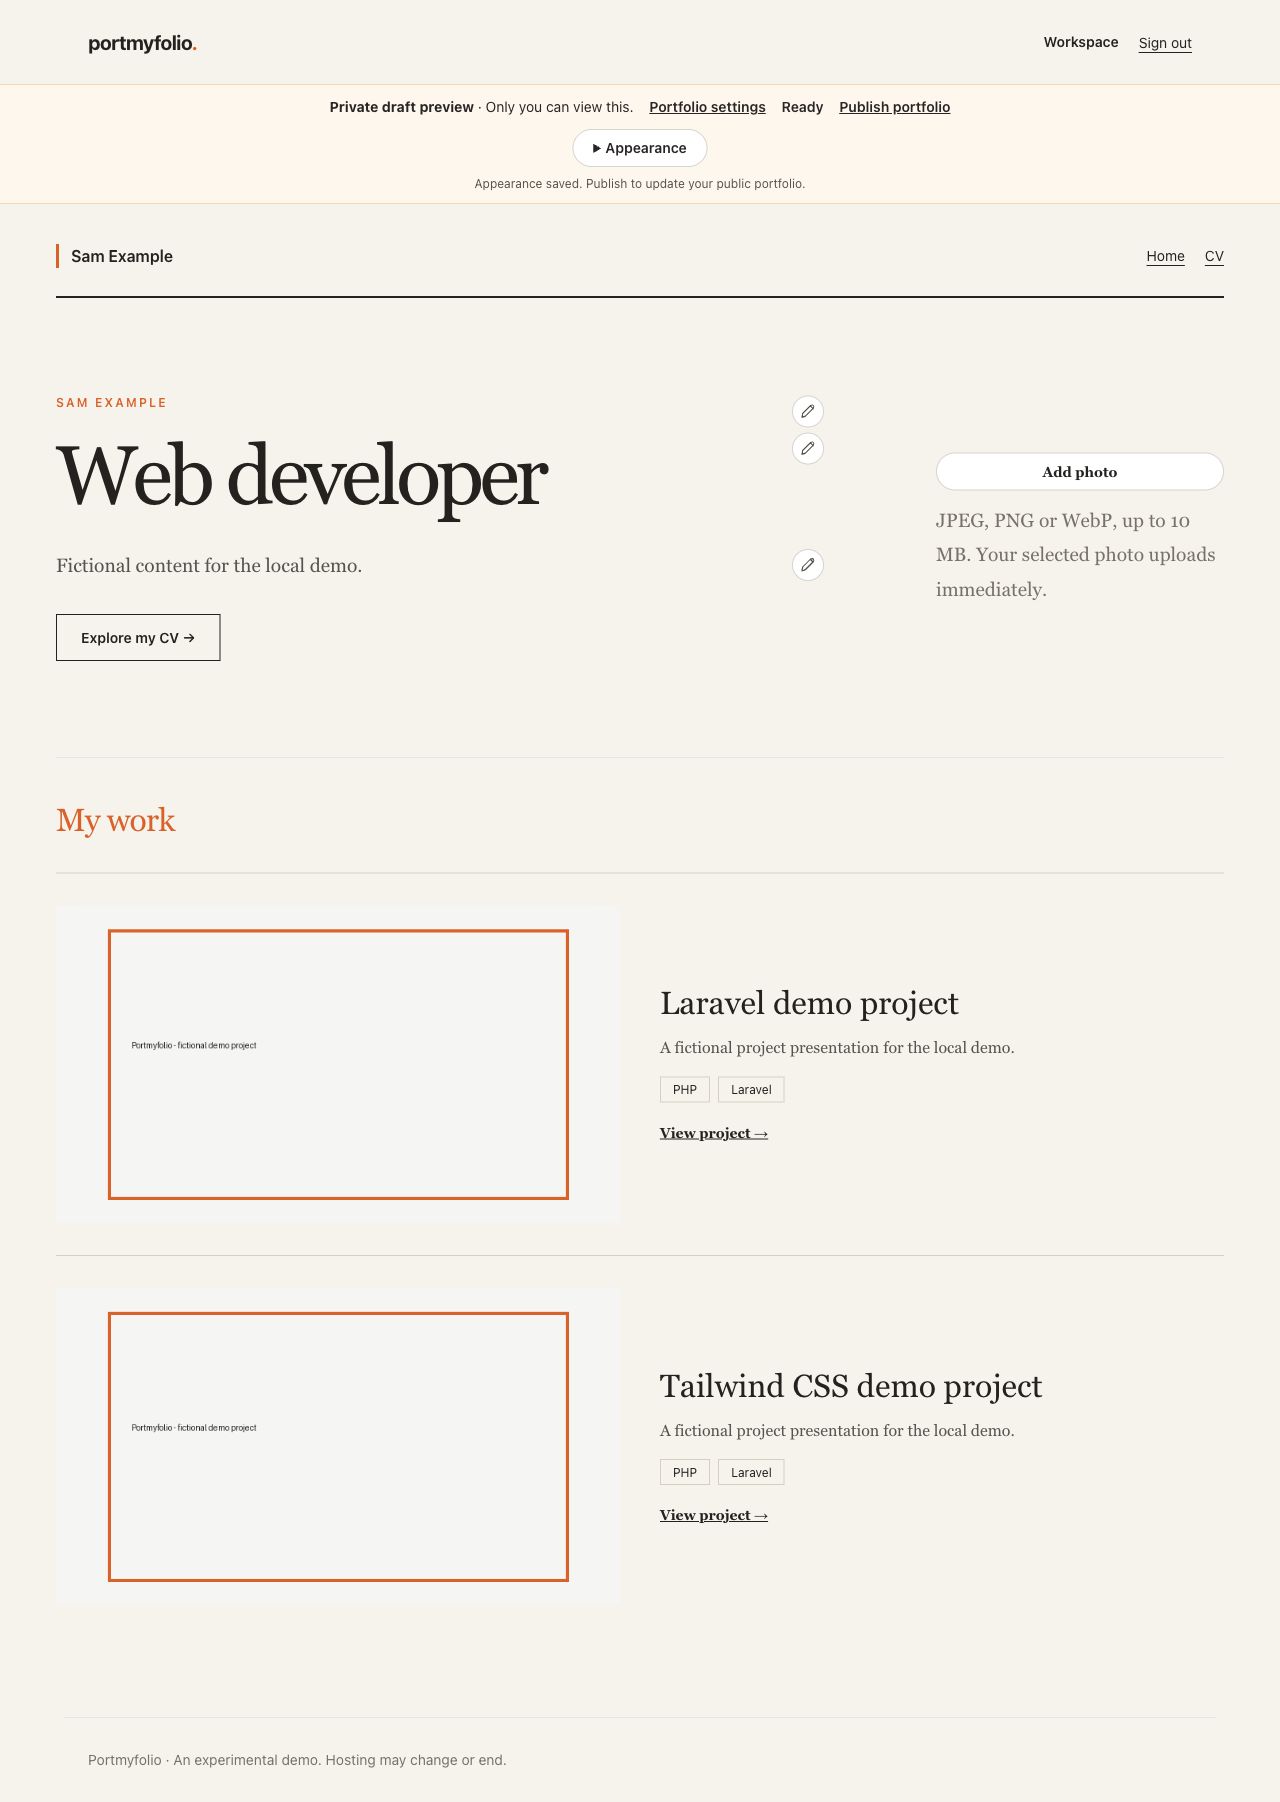 portmyfolio.
Workspace Sign out
Private draft preview · Only you can view this. Portfolio settings Ready Publish portfolio
▶ Appearance
Appearance saved. Publish to update your public portfolio.
Sam Example
Home CV
SAM EXAMPLE
Web developer
Fictional content for the local demo.
Explore my CV →
Add photo
JPEG, PNG or WebP, up to 10
MB. Your selected photo uploads
immediately.
My work
Portmyfolio - fictional demo project
Laravel demo project
A fictional project presentation for the local demo.
PHP Laravel
View project →
Portmyfolio - fictional demo project
Tailwind CSS demo project
A fictional project presentation for the local demo.
PHP Laravel
View project →
Portmyfolio · An experimental demo. Hosting may change or end.